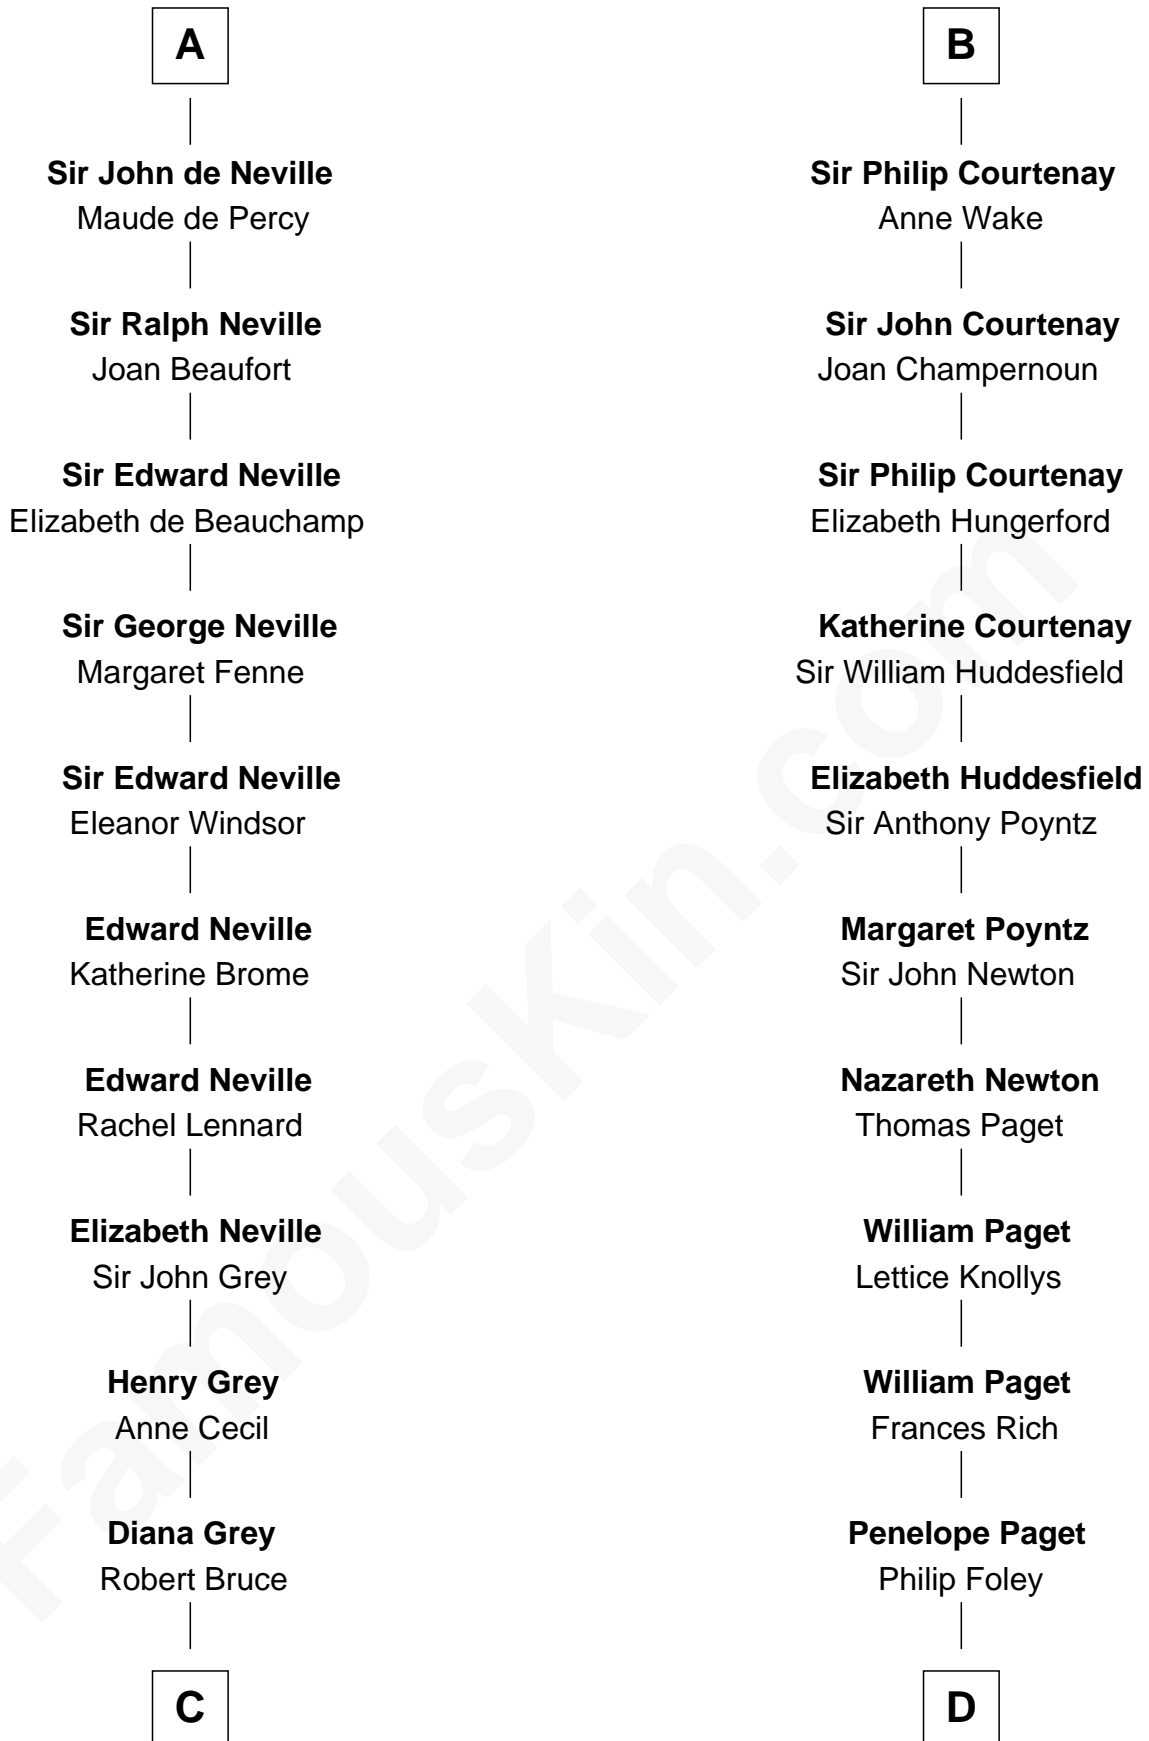 A
Sir John de Neville
Maude de Percy
Sir Ralph Neville
Joan Beaufort
Sir Edward Neville
Elizabeth de Beauchamp
Sir George Neville
Margaret Fenne
Sir Edward Neville
Eleanor Windsor
Edward Neville
Katherine Brome
Edward Neville
Rachel Lennard
Elizabeth Neville
Sir John Grey
Henry Grey
Anne Cecil
Diana Grey
Robert Bruce
C
B
Sir Philip Courtenay
Anne Wake
Sir John Courtenay
Joan Champernoun
Sir Philip Courtenay
Elizabeth Hungerford
Katherine Courtenay
Sir William Huddesfield
Elizabeth Huddesfield
Sir Anthony Poyntz
Margaret Poyntz
Sir John Newton
Nazareth Newton
Thomas Paget
William Paget
Lettice Knollys
William Paget
Frances Rich
Penelope Paget
Philip Foley
D
FamousKin.com